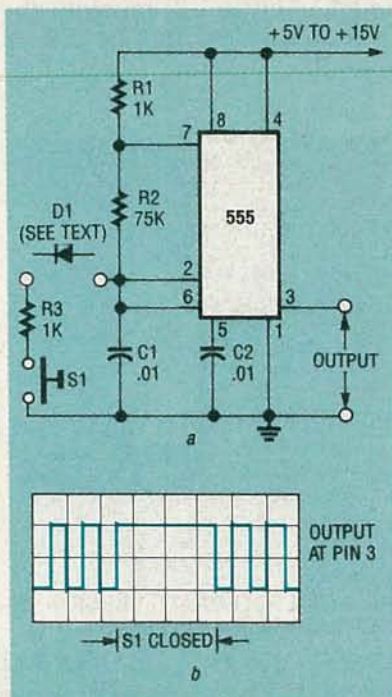 +5V TO +15V
R1
1K
7
8
4
D1
(SEE TEXT)
R2
75K
555
2
R3
1K
6
3
5
1
S1
C1
.01
C2
.01
OUTPUT
a
OUTPUT
AT PIN 3
S1 CLOSED
b